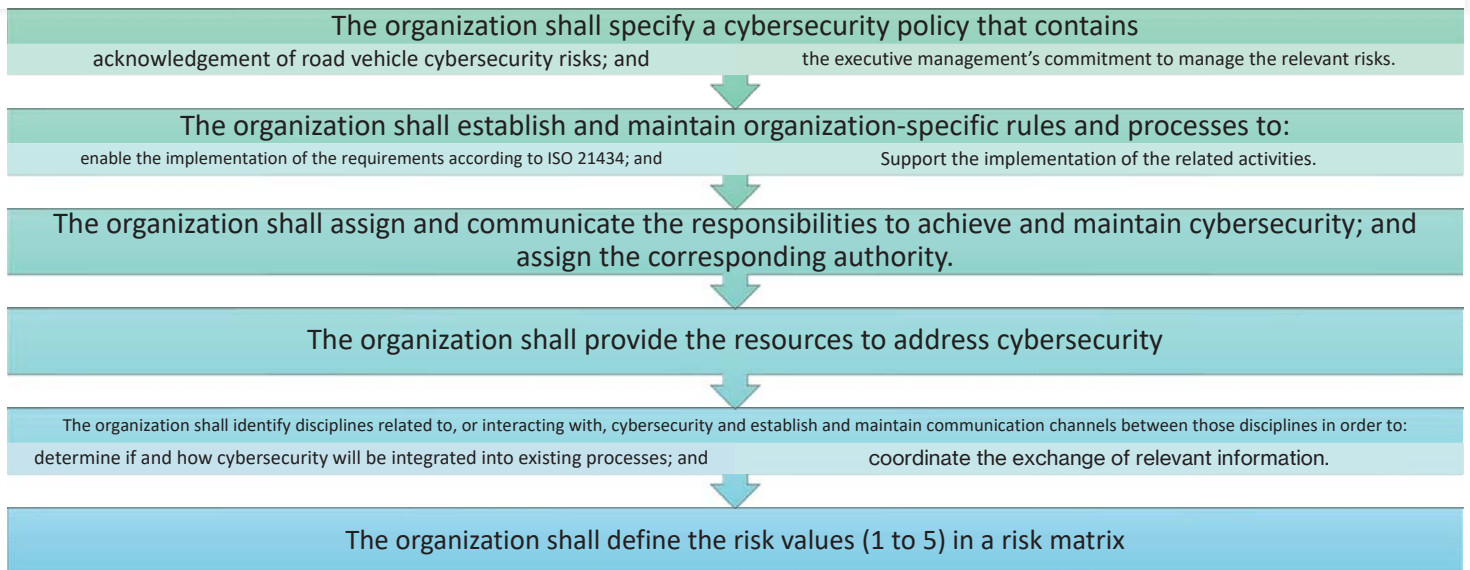 The organization shall specify a cybersecurity policy that contains
acknowledgement of road vehicle cybersecurity risks; and
the executive management’s commitment to manage the relevant risks.
The organization shall establish and maintain organization-specific rules and processes to:
enable the implementation of the requirements according to ISO 21434; and
Support the implementation of the related activities.
The organization shall assign and communicate the responsibilities to achieve and maintain cybersecurity; and
assign the corresponding authority.
The organization shall provide the resources to address cybersecurity
The organization shall identify disciplines related to, or interacting with, cybersecurity and establish and maintain communication channels between those disciplines in order to:
determine if and how cybersecurity will be integrated into existing processes; and
coordinate the exchange of relevant information.
The organization shall define the risk values (1 to 5) in a risk matrix